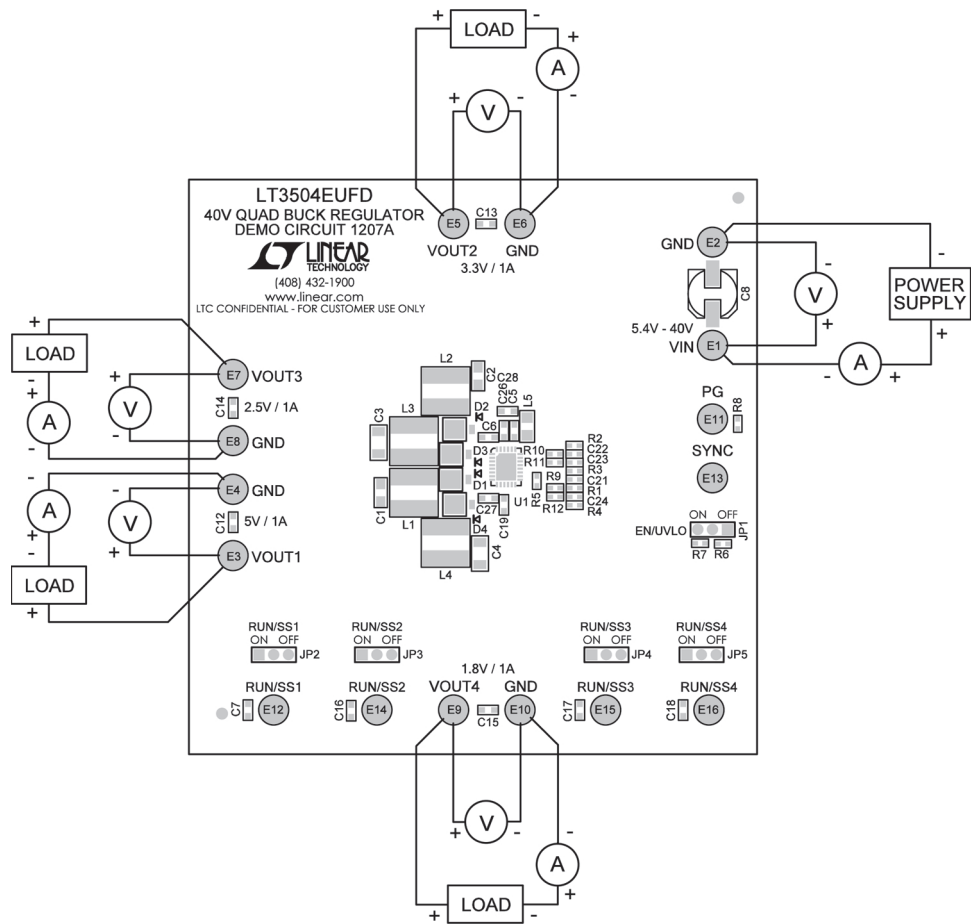 + LOAD - +
A
-
+ V -
LT3504EUFD
40V QUAD BUCK REGULATOR
DEMO CIRCUIT 1207A
LINEAR
TECHNOLOGY
(408) 432-1900
www.linear.com
LTC CONFIDENTIAL - FOR CUSTOMER USE ONLY
E5 C13 E6
VOUT2 GND
3.3V / 1A
GND E2
C8
5.4V - 40V
VIN E1
-
V
+
-
POWER
SUPPLY
+
- A +
+
LOAD
-
+
A
-
+
V
-
E7 VOUT3
C14 2.5V / 1A
E8 GND
-
A
+
-
LOAD
+
-
V
+
E4 GND
C12 5V / 1A
E3 VOUT1
L2
C2
C28
C26
C5
L5
D2
C6
L3
C3
D3
D1
R10
R11
R2
C22
C23
R3
C21
R1
C24
R4
R9
R5
R12
U1
C1
L1
C27
C19
D4
L4
C4
PG
E11 R8
SYNC
E13
ON OFF
EN/UVLO JP1
R7 R6
RUN/SS1
ON OFF
JP2
RUN/SS2
ON OFF
JP3
RUN/SS3
ON OFF
JP4
RUN/SS4
ON OFF
JP5
1.8V / 1A
VOUT4 GND
E9 C15 E10
RUN/SS1
C7 E12
RUN/SS2
C16 E14
RUN/SS3
C17 E15
RUN/SS4
C18 E16
+ V -
-
A
+
+ LOAD -